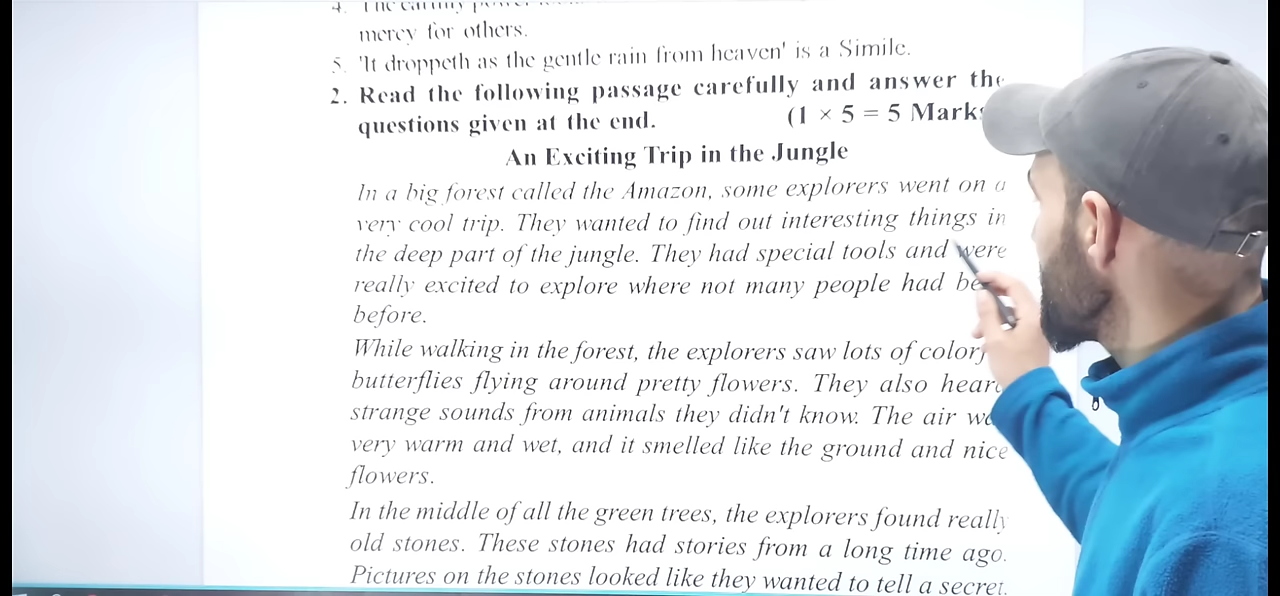 4. The
mercy for others.
5. 'It droppeth as the gentle rain from heaven' is a Simile.
2. Read the following passage carefully and answer the
questions given at the end. (1 × 5 = 5 Marks
An Exciting Trip in the Jungle
In a big forest called the Amazon, some explorers went on a
very cool trip. They wanted to find out interesting things in
the deep part of the jungle. They had special tools and were
really excited to explore where not many people had be
before.
While walking in the forest, the explorers saw lots of colorf
butterflies flying around pretty flowers. They also heard
strange sounds from animals they didn't know. The air wa
very warm and wet, and it smelled like the ground and nice
flowers.
In the middle of all the green trees, the explorers found really
old stones. These stones had stories from a long time ago.
Pictures on the stones looked like they wanted to tell a secret.